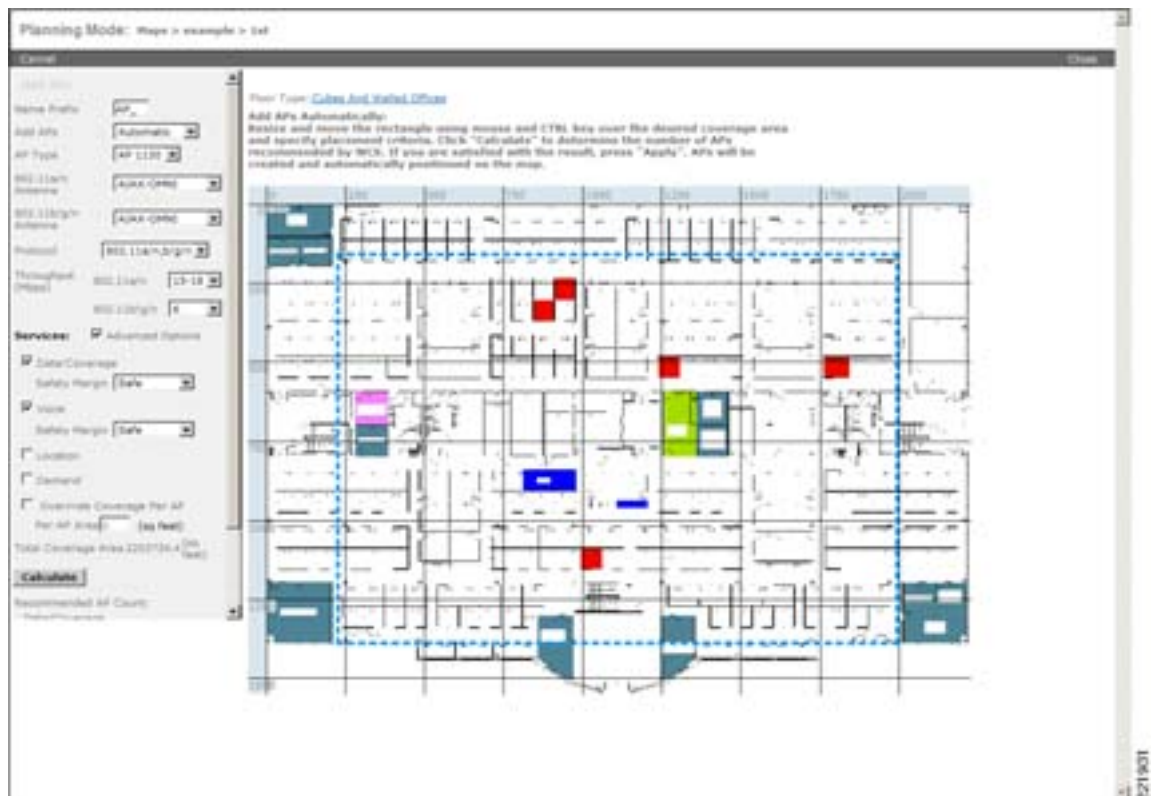 Planning Mode: Maps > example > 1st
Cancel
Close
Floor Type: Cubes And Walled Offices
Name Prefix AP_
Add APs Automatic
AP Type AP 1130
802.11a/n Antenna AIAX-OMNI
802.11b/g/n Antenna AIAX-OMNI
Protocol 802.11a/n,b/g/n
Throughput (Mbps) 802.11a/n
802.11b/g/n
Services: Advanced Options
Data/Coverage
Safety Margin Safe
Voice
Safety Margin Safe
Location
Demand
Override Coverage Per AP
Per AP Area (sq feet)
Total Coverage Area
Calculate
Recommended AP Count:
Data/Coverage
Add APs Automatically:
Resize and move the rectangle using mouse and CTRL key over the desired coverage area
and specify placement criteria. Click "Calculate" to determine the number of APs
recommended by WCS. If you are satisfied with the result, press "Apply". APs will be
created and automatically positioned on the map.
221931